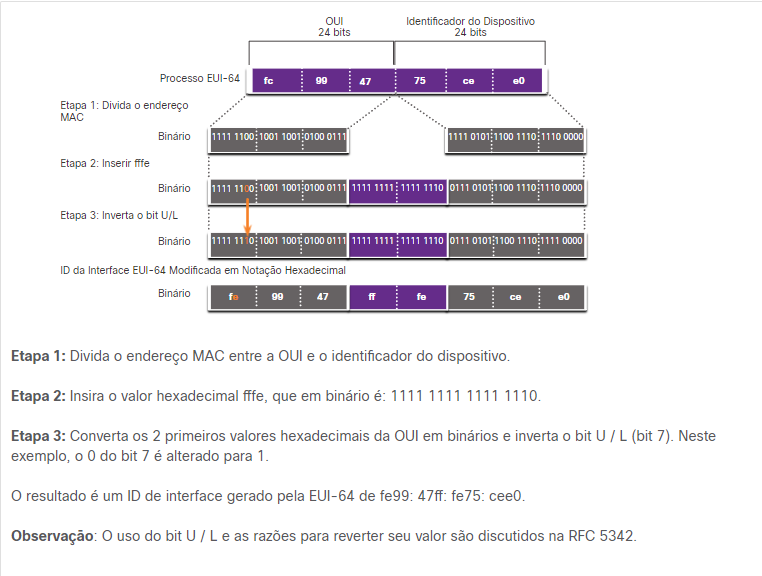 OUI
24 bits
Identificador do Dispositivo
24 bits
Processo EUI-64
fc 99 47 75 ce e0
Etapa 1: Divida o endereço
MAC
Binário
1111 1100 1001 1001 0100 0111 1111 0101 1100 1110 1110 0000
Etapa 2: Inserir fffe
Binário
1111 1100 1001 1001 0100 0111 1111 1111 1111 1110 0111 0101 1100 1110 1110 0000
Etapa 3: Inverta o bit U/L
Binário
1111 1110 1001 1001 0100 0111 1111 1111 1111 1110 0111 0101 1100 1110 1111 0000
ID da Interface EUI-64 Modificada em Notação Hexadecimal
Binário
fe 99 47 ff fe 75 ce e0
Etapa 1: Divida o endereço MAC entre a OUI e o identificador do dispositivo.
Etapa 2: Insira o valor hexadecimal fffe, que em binário é: 1111 1111 1111 1110.
Etapa 3: Converta os 2 primeiros valores hexadecimais da OUI em binários e inverta o bit U / L (bit 7). Neste
exemplo, o 0 do bit 7 é alterado para 1.
O resultado é um ID de interface gerado pela EUI-64 de fe99: 47ff: fe75: cee0.
Observação: O uso do bit U / L e as razões para reverter seu valor são discutidos na RFC 5342.